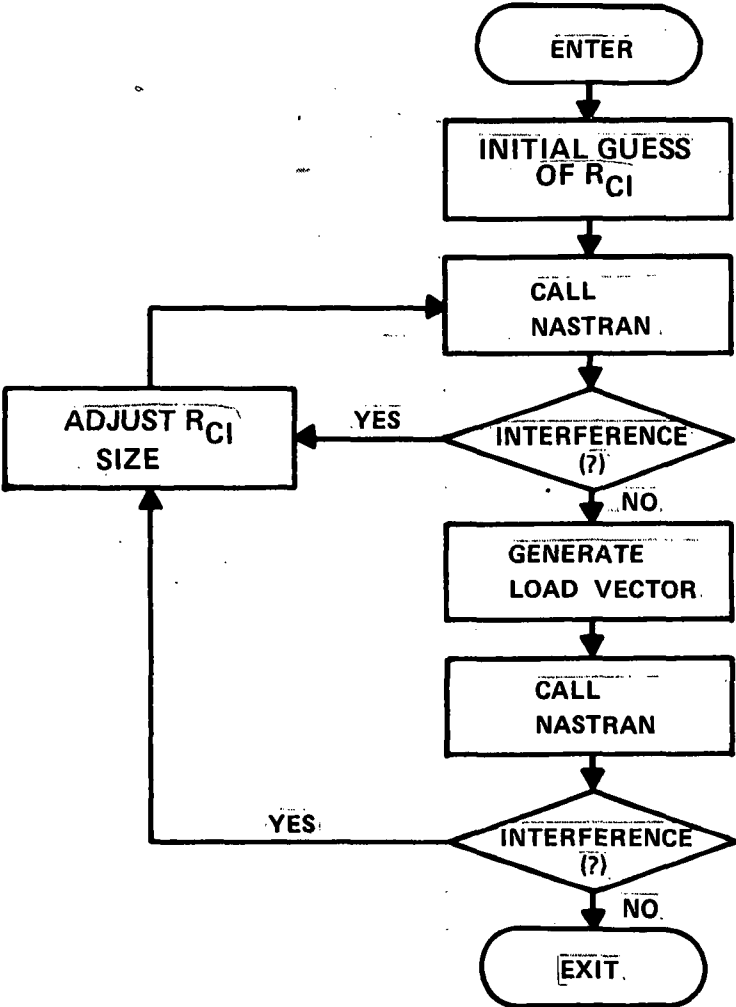 ENTER
INITIAL GUESS
OF RCI
CALL
NASTRAN
ADJUST RCI
SIZE
YES
INTERFERENCE
(?)
NO
GENERATE
LOAD VECTOR
CALL
NASTRAN
YES
INTERFERENCE
(?)
NO
EXIT